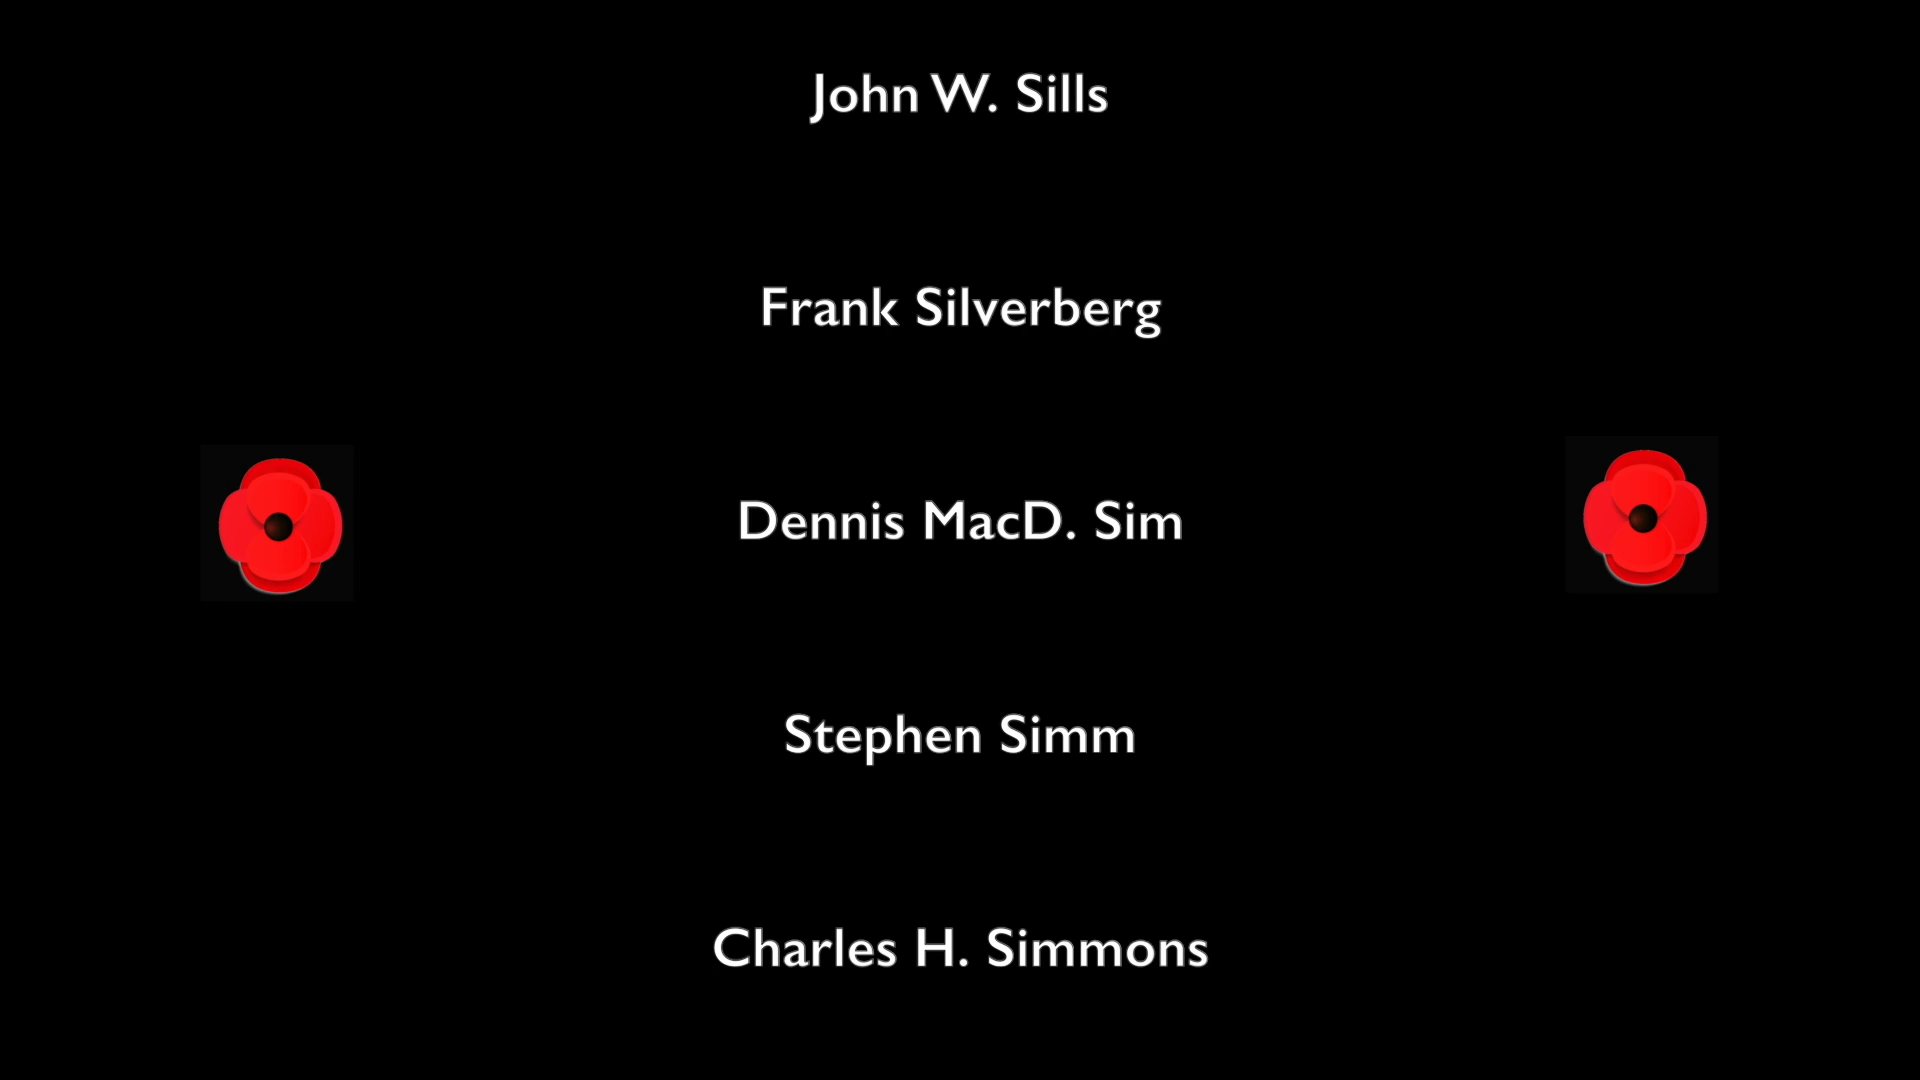 John W. Sills
Frank Silverberg
Dennis MacD. Sim
Stephen Simm
Charles H. Simmons